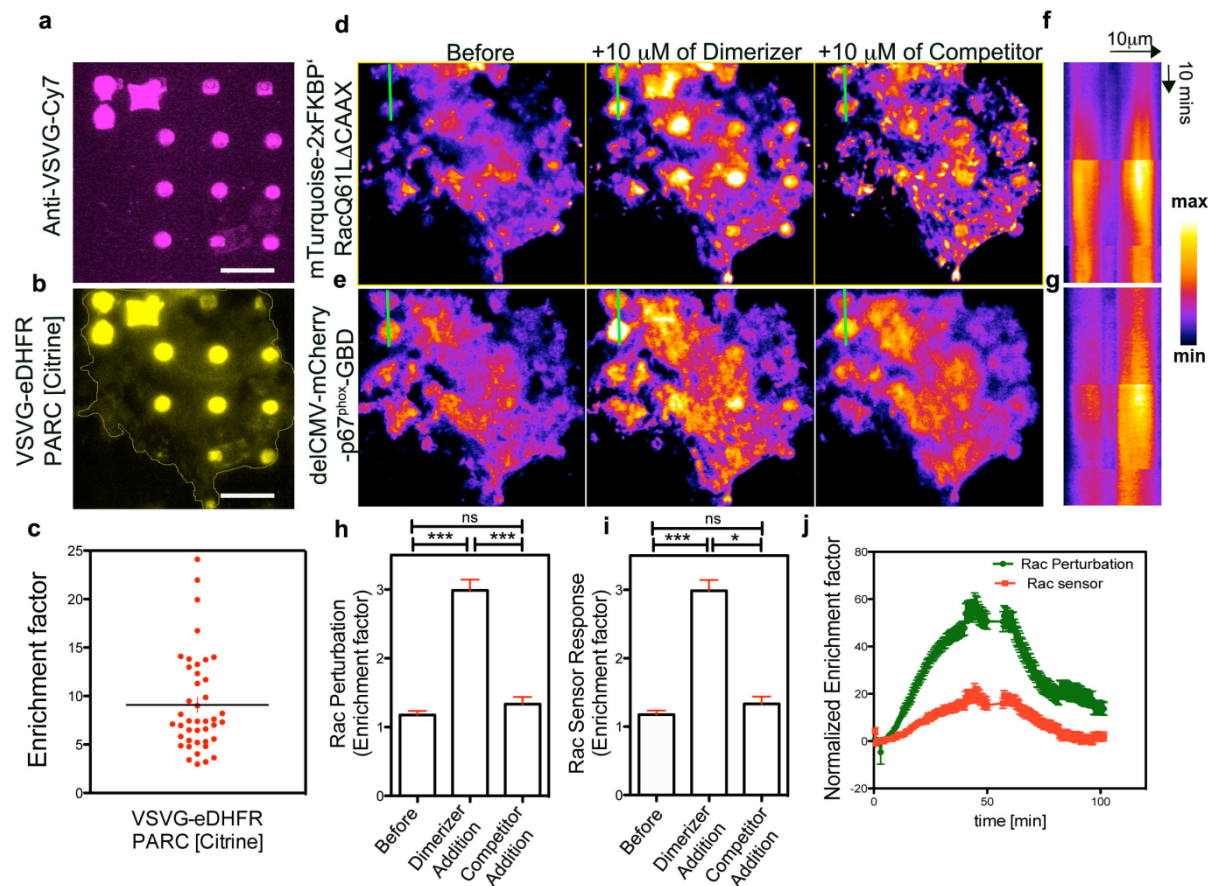 a
Anti-VSVG-Cy7
b
VSVG-eDHFR
PARC [Citrine]
c
Enrichment factor
25
20
15
10
5
0
VSVG-eDHFR
PARC [Citrine]
d
Before
+10 μM of Dimerizer
+10 μM of Competitor
mTurquoise-2xFKBP'
RacQ61LΔCAAX
e
delCMV-mCherry
-p67phox-GBD
f
10μm
10 mins
g
max
min
h
ns
*** ***
Rac Perturbation
(Enrichment factor)
3
2
1
0
Before
Dimerizer
Addition
Competitor
Addition
i
ns
*** *
Rac Sensor Response
(Enrichment factor)
3
2
1
0
Before
Dimerizer
Addition
Competitor
Addition
j
Normalized Enrichment factor
80
60
40
20
0
-20
Rac Perturbation
Rac sensor
0 50 100
time [min]